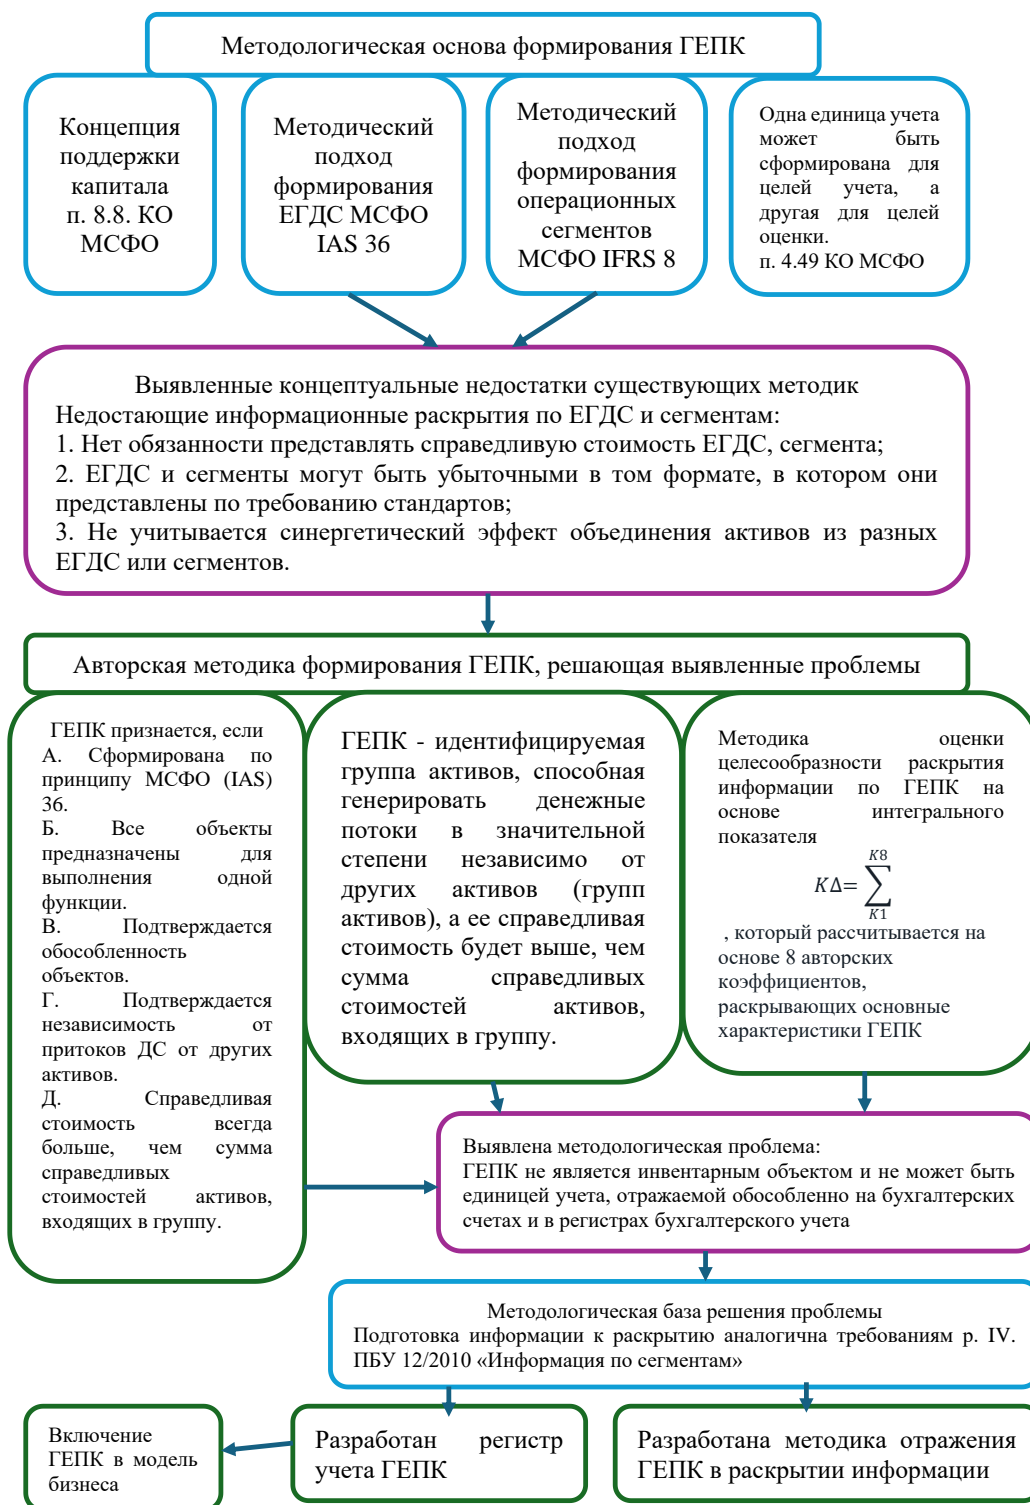 Методологическая основа формирования ГЕПК
Концепция
поддержки
капитала
п. 8.8. КО
МСФО
Методический
подход
формирования
ЕГДС МСФО
IAS 36
Методический
подход
формирования
операционных
сегментов
МСФО IFRS 8
Одна единица учета
может быть
сформирована для
целей учета, а
другая для целей
оценки.
п. 4.49 КО МСФО
Выявленные концептуальные недостатки существующих методик
Недостающие информационные раскрытия по ЕГДС и сегментам:
1. Нет обязанности представлять справедливую стоимость ЕГДС, сегмента;
2. ЕГДС и сегменты могут быть убыточными в том формате, в котором они
представлены по требованию стандартов;
3. Не учитывается синергетический эффект объединения активов из разных
ЕГДС или сегментов.
Авторская методика формирования ГЕПК, решающая выявленные проблемы
ГЕПК признается, если
А. Сформирована по
принципу МСФО (IAS)
36.
Б. Все объекты
предназначены для
выполнения одной
функции.
В. Подтверждается
обособленность
объектов.
Г. Подтверждается
независимость от
притоков ДС от других
активов.
Д. Справедливая
стоимость всегда
больше, чем сумма
справедливых
стоимостей активов,
входящих в группу.
ГЕПК - идентифицируемая
группа активов, способная
генерировать денежные
потоки в значительной
степени независимо от
других активов (групп
активов), а ее справедливая
стоимость будет выше, чем
сумма справедливых
стоимостей активов,
входящих в группу.
Методика оценки
целесообразности раскрытия
информации по ГЕПК на
основе интегрального
показателя
K8
KΔ= ∑
K1
, который рассчитывается на
основе 8 авторских
коэффициентов,
раскрывающих основные
характеристики ГЕПК
Выявлена методологическая проблема:
ГЕПК не является инвентарным объектом и не может быть
единицей учета, отражаемой обособленно на бухгалтерских
счетах и в регистрах бухгалтерского учета
Методологическая база решения проблемы
Подготовка информации к раскрытию аналогична требованиям р. IV.
ПБУ 12/2010 «Информация по сегментам»
Включение
ГЕПК в модель
бизнеса
Разработан регистр
учета ГЕПК
Разработана методика отражения
ГЕПК в раскрытии информации